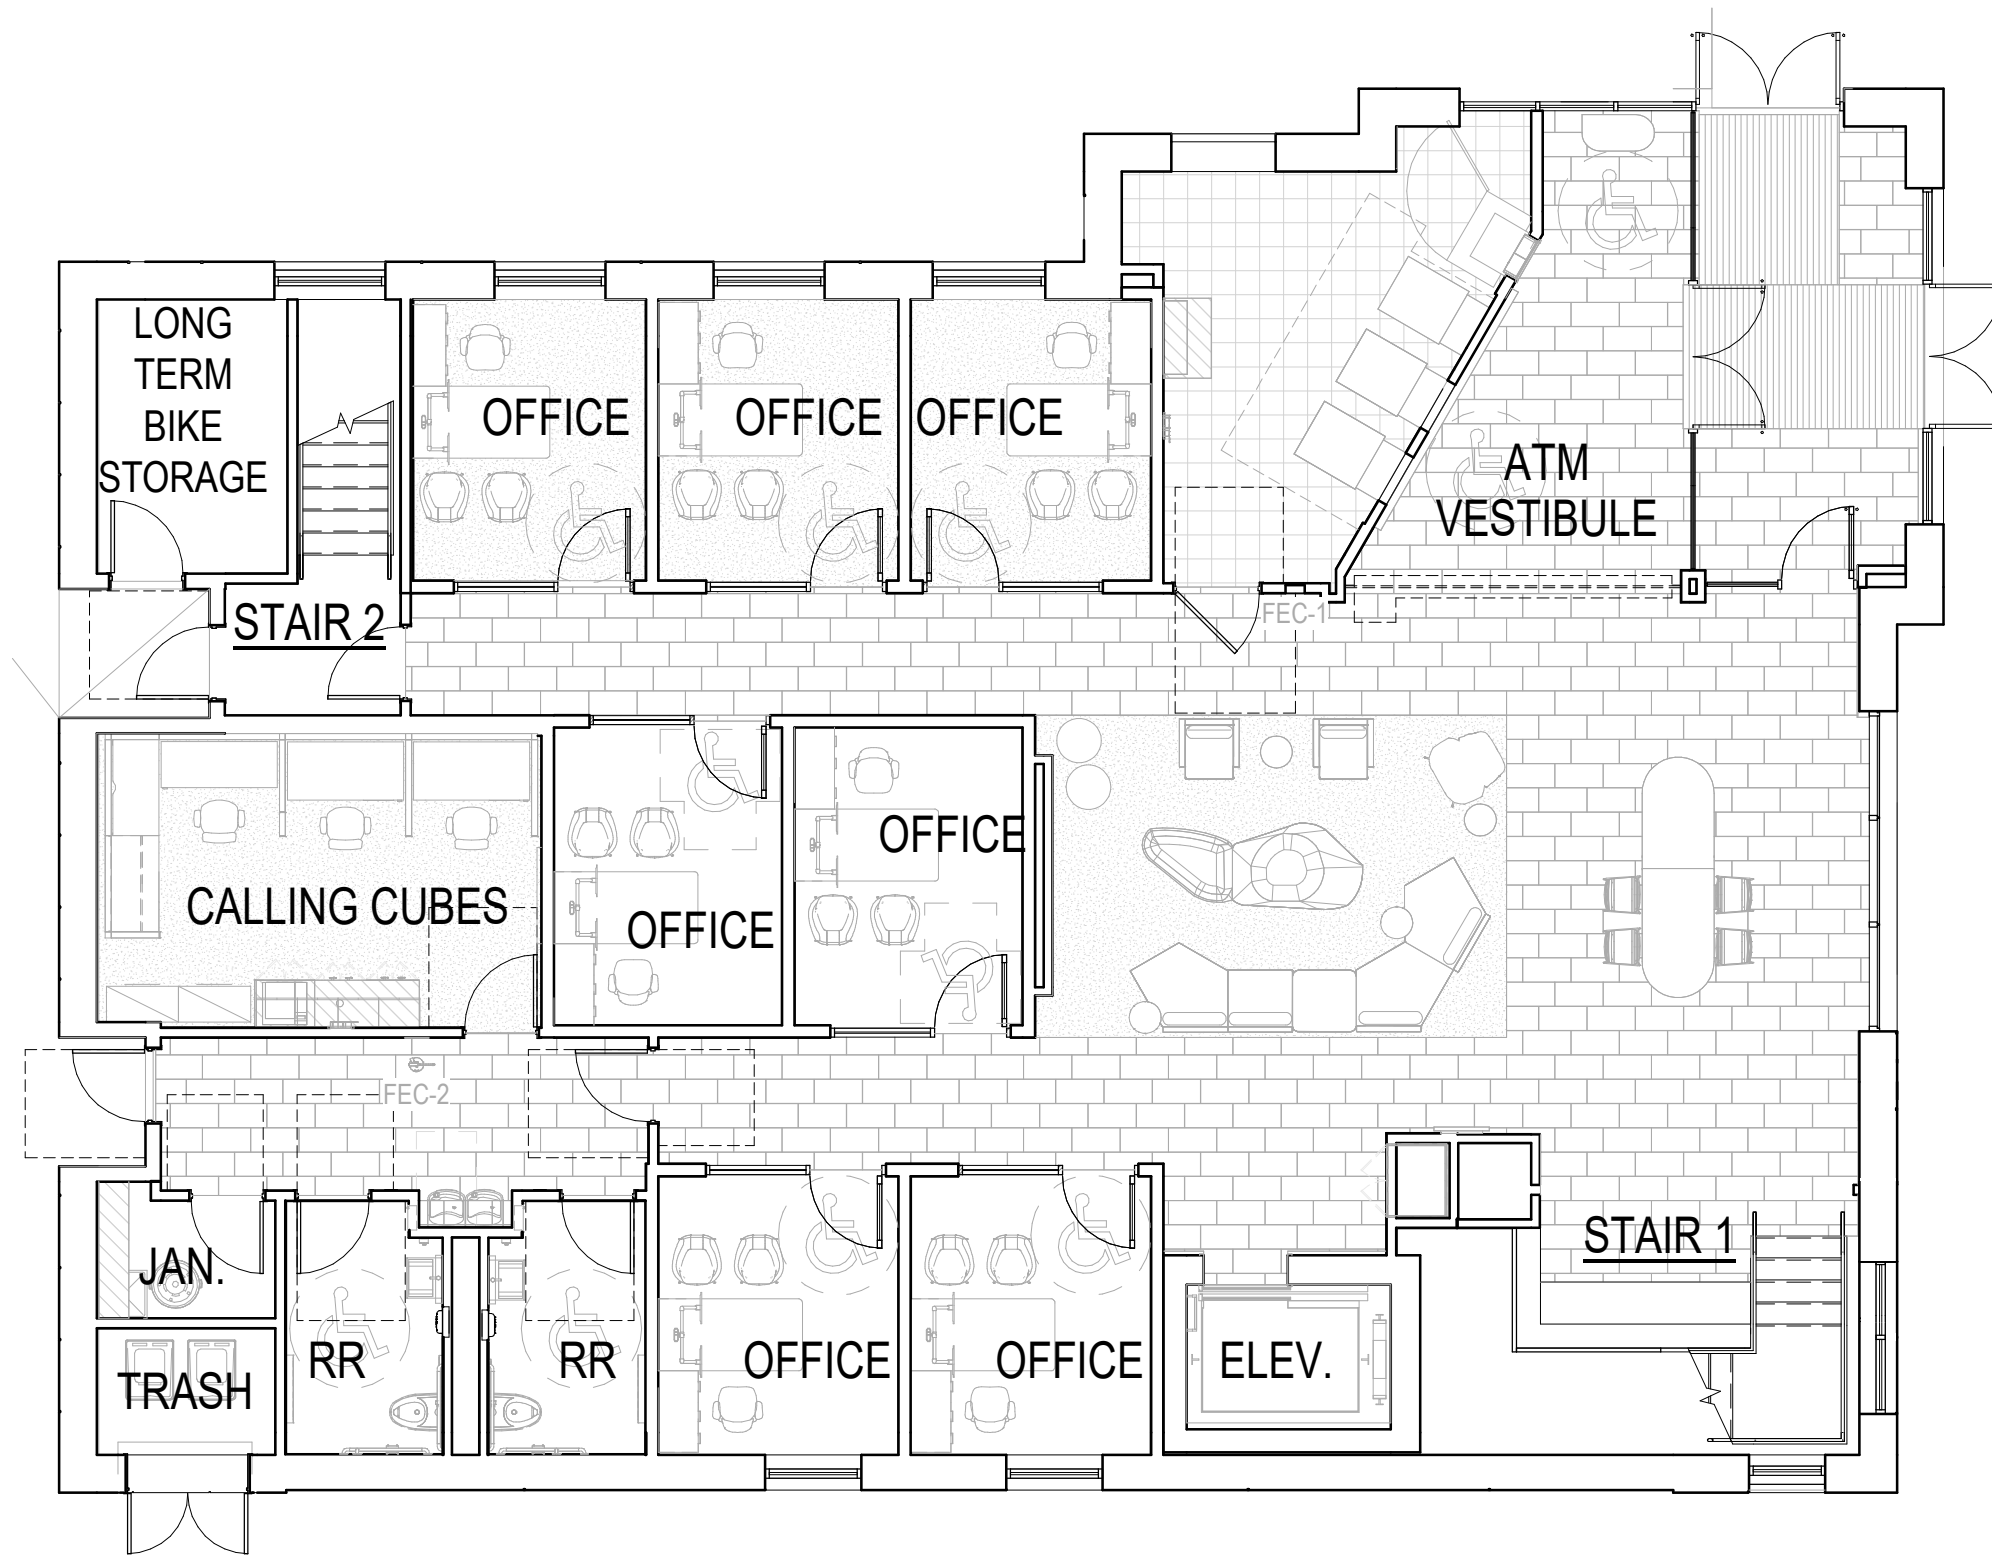 LONG
TERM
BIKE
STORAGE
OFFICE
OFFICE
OFFICE
ATM
VESTIBULE
STAIR 2
FEC-1
CALLING CUBES
OFFICE
OFFICE
FEC-2
JAN.
TRASH
RR
RR
OFFICE
OFFICE
ELEV.
STAIR 1